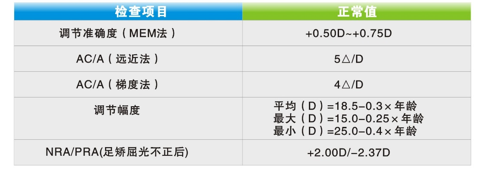 检查项目 正常值
调节准确度（MEM法） +0.50D~+0.75D
AC/A（远近法） 5△/D
AC/A（梯度法） 4△/D
调节幅度 平均（D）=18.5-0.3×年龄
最大（D）=15.0-0.25×年龄
最小（D）=25.0-0.4×年龄
NRA/PRA(足矫屈光不正后) +2.00D/-2.37D